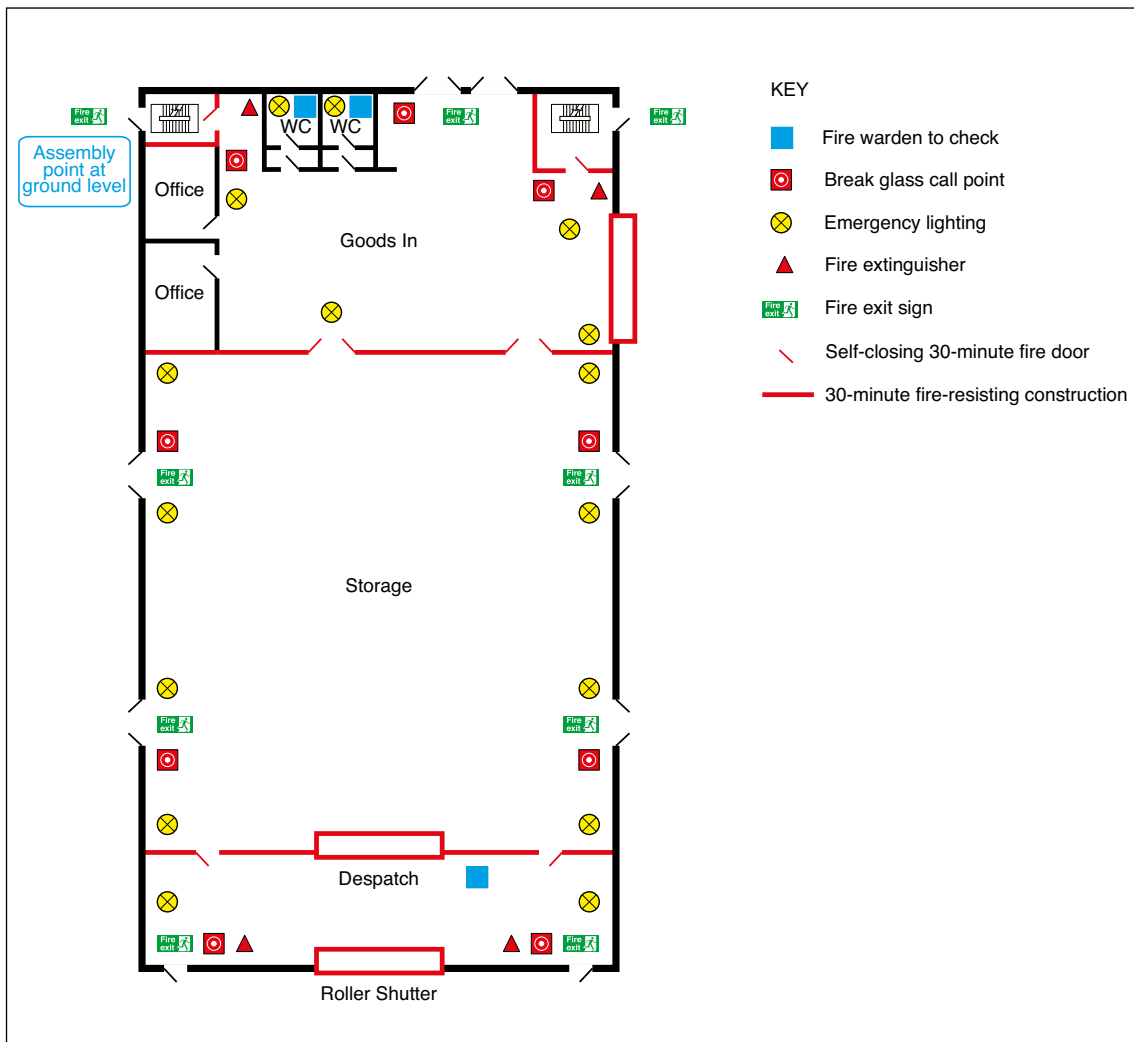 KEY
Fire exit
Fire exit
Fire exit
WC
WC
Fire warden to check
Assembly
point at
ground level
Break glass call point
Office
Emergency lighting
Goods In
Fire extinguisher
Office
Fire exit sign
Fire exit
Self-closing 30-minute fire door
30-minute fire-resisting construction
Fire exit
Fire exit
Storage
Fire exit
Fire exit
Despatch
Fire exit
Fire exit
Roller Shutter